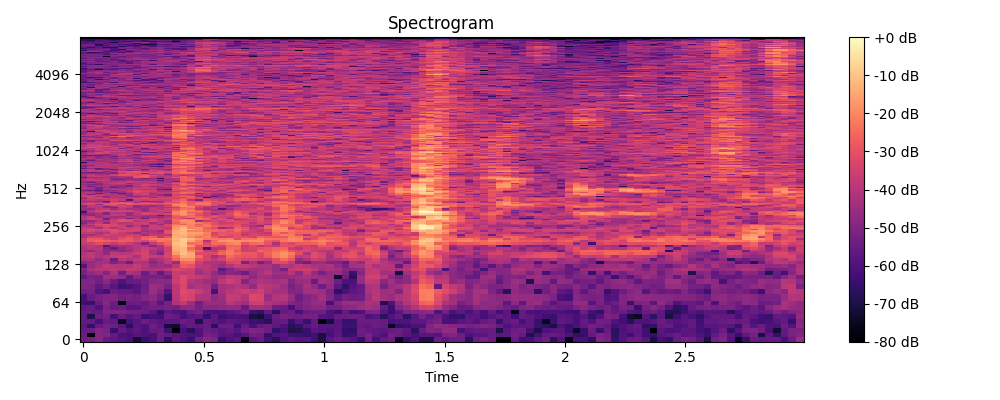 Spectrogram
Hz
4096
2048
1024
512
256
128
64
0
0
0.5
1
1.5
2
2.5
Time
+0 dB
-10 dB
-20 dB
-30 dB
-40 dB
-50 dB
-60 dB
-70 dB
-80 dB